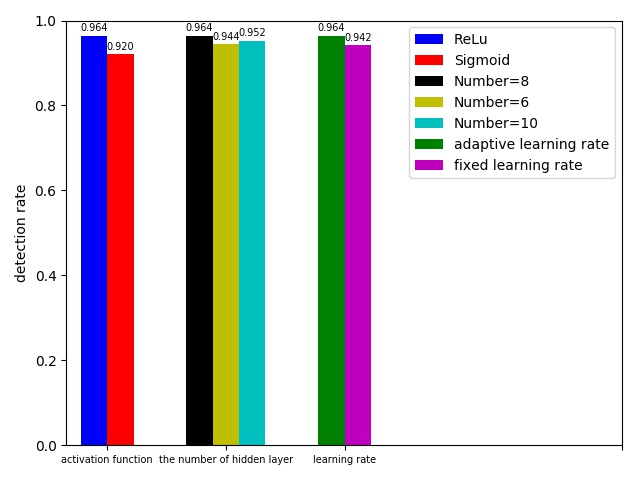 0.964
0.920
0.964
0.944
0.952
0.964
0.942
ReLu
Sigmoid
Number=8
Number=6
Number=10
adaptive learning rate
fixed learning rate
detection rate
1.0
0.8
0.6
0.4
0.2
0.0
activation function
the number of hidden layer
learning rate